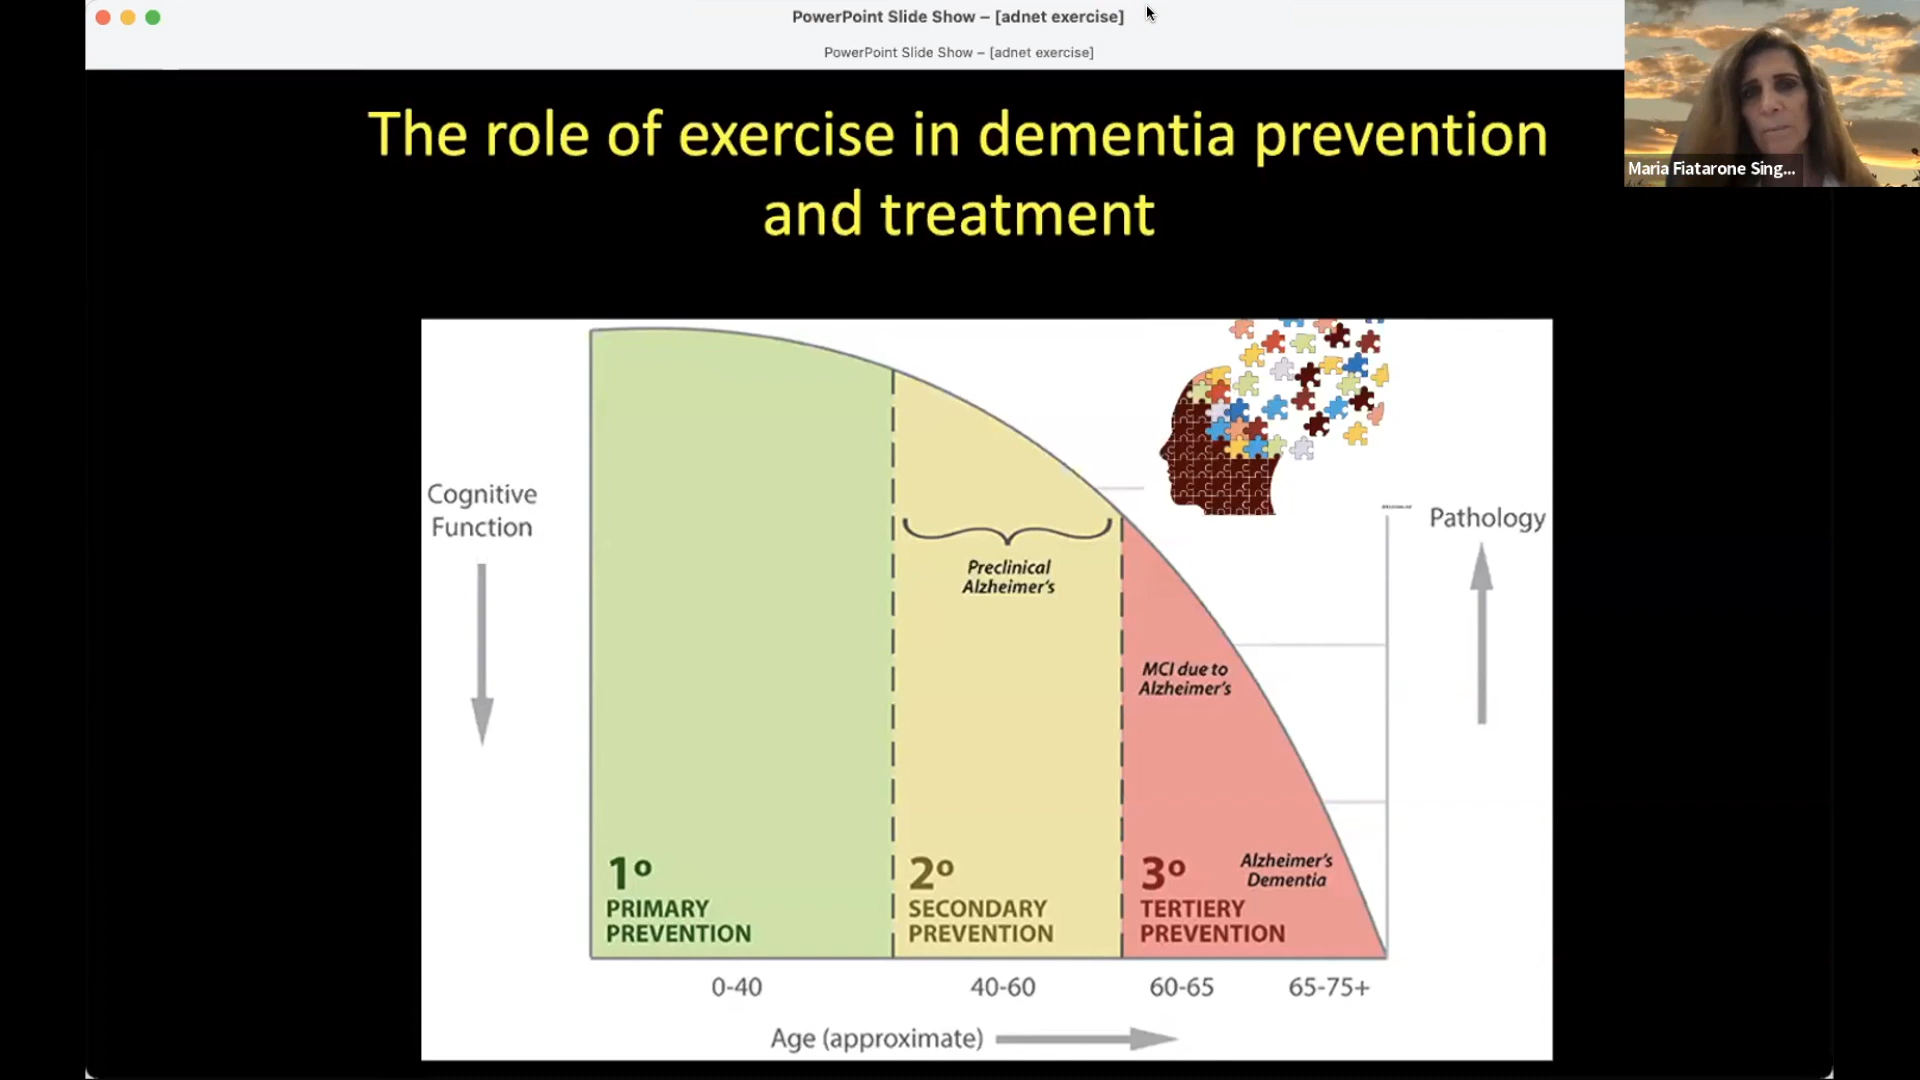 PowerPoint Slide Show – [adnet exercise]
PowerPoint Slide Show – [adnet exercise]
Maria Fiatarone Sing...
The role of exercise in dementia prevention
and treatment
Cognitive
Function
Pathology
Preclinical
Alzheimer's
MCI due to
Alzheimer's
Alzheimer's
Dementia
1º
PRIMARY
PREVENTION
2º
SECONDARY
PREVENTION
3º
TERTIERY
PREVENTION
0-40
40-60
60-65
65-75+
Age (approximate)